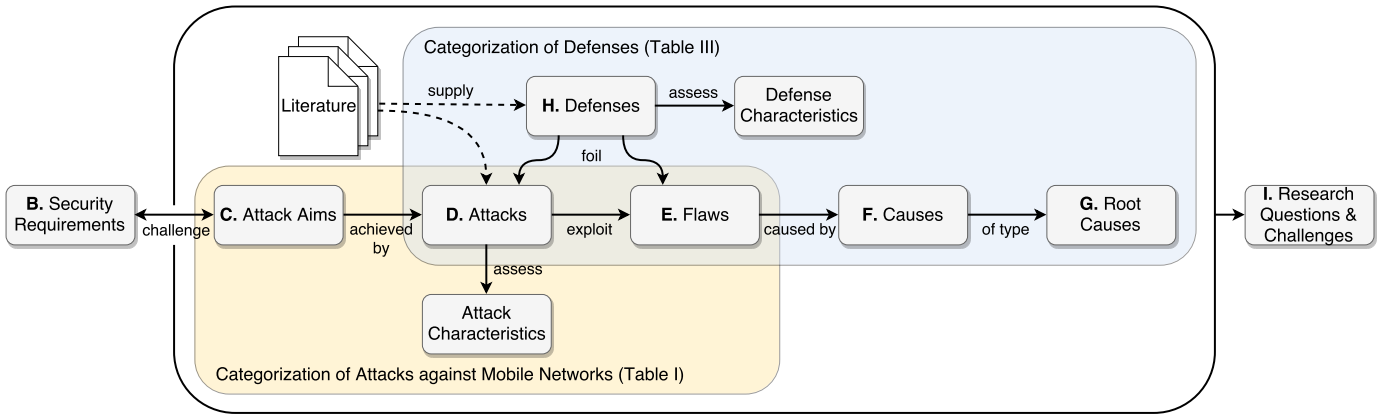 Categorization of Defenses (Table III)
Literature
supply
H. Defenses
assess
Defense
Characteristics
foil
B. Security
Requirements
challenge
C. Attack Aims
achieved
by
D. Attacks
exploit
E. Flaws
caused by
F. Causes
of type
G. Root
Causes
I. Research
Questions &
Challenges
assess
Attack
Characteristics
Categorization of Attacks against Mobile Networks (Table I)